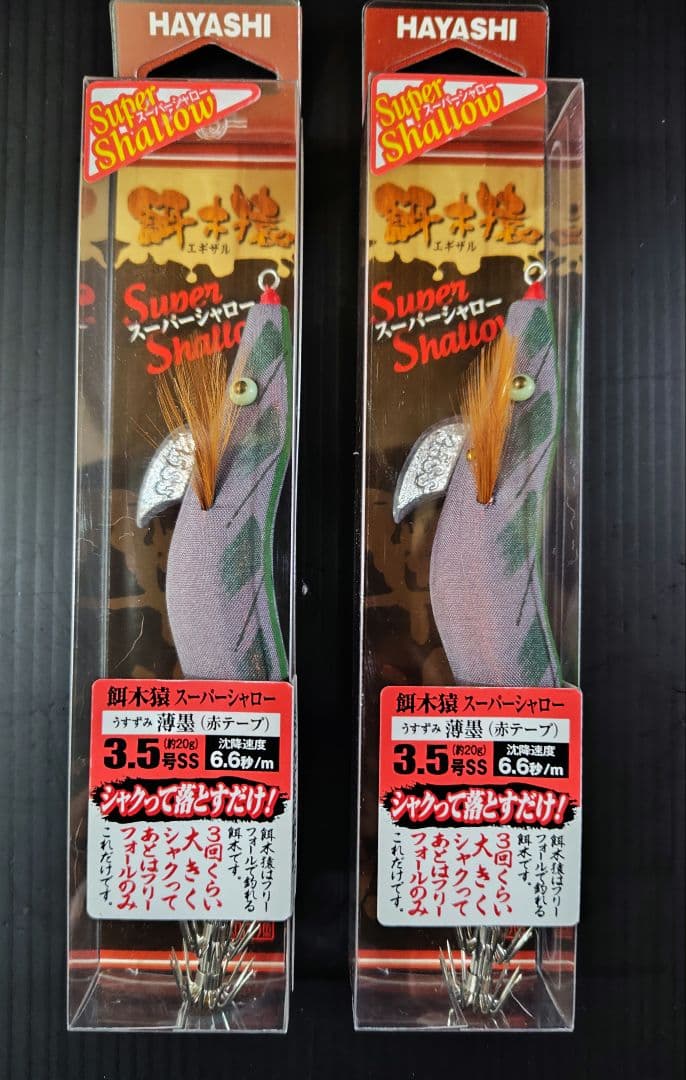 HAYASHI
Super
スーパーシャロー
Shallow
餌木猿
エギザル
Super
スーパーシャロー
Shallo
餌木猿 スーパーシャロー
うすずみ 薄墨 (赤テープ)
3.5号SS (約20g) 沈降速度 6.6秒/m
シャクって落とすだけ!
餌木猿はフリー
フォールで釣れる
餌木です。
3回くらい
大きく
シャクって
あとはフリー
フォールのみ
これだけです。
HAYASHI
Super
スーパーシャロー
Shallow
餌木猿
エギザル
Super
スーパーシャロー
Shallow
餌木猿 スーパーシャロー
うすずみ 薄墨 (赤テープ)
3.5号SS (約20g) 沈降速度 6.6秒/m
シャクって落とすだけ!
餌木猿はフリー
フォールで釣れる
餌木です。
3回くらい
大きく
シャクって
あとはフリー
フォールのみ
これだけです。